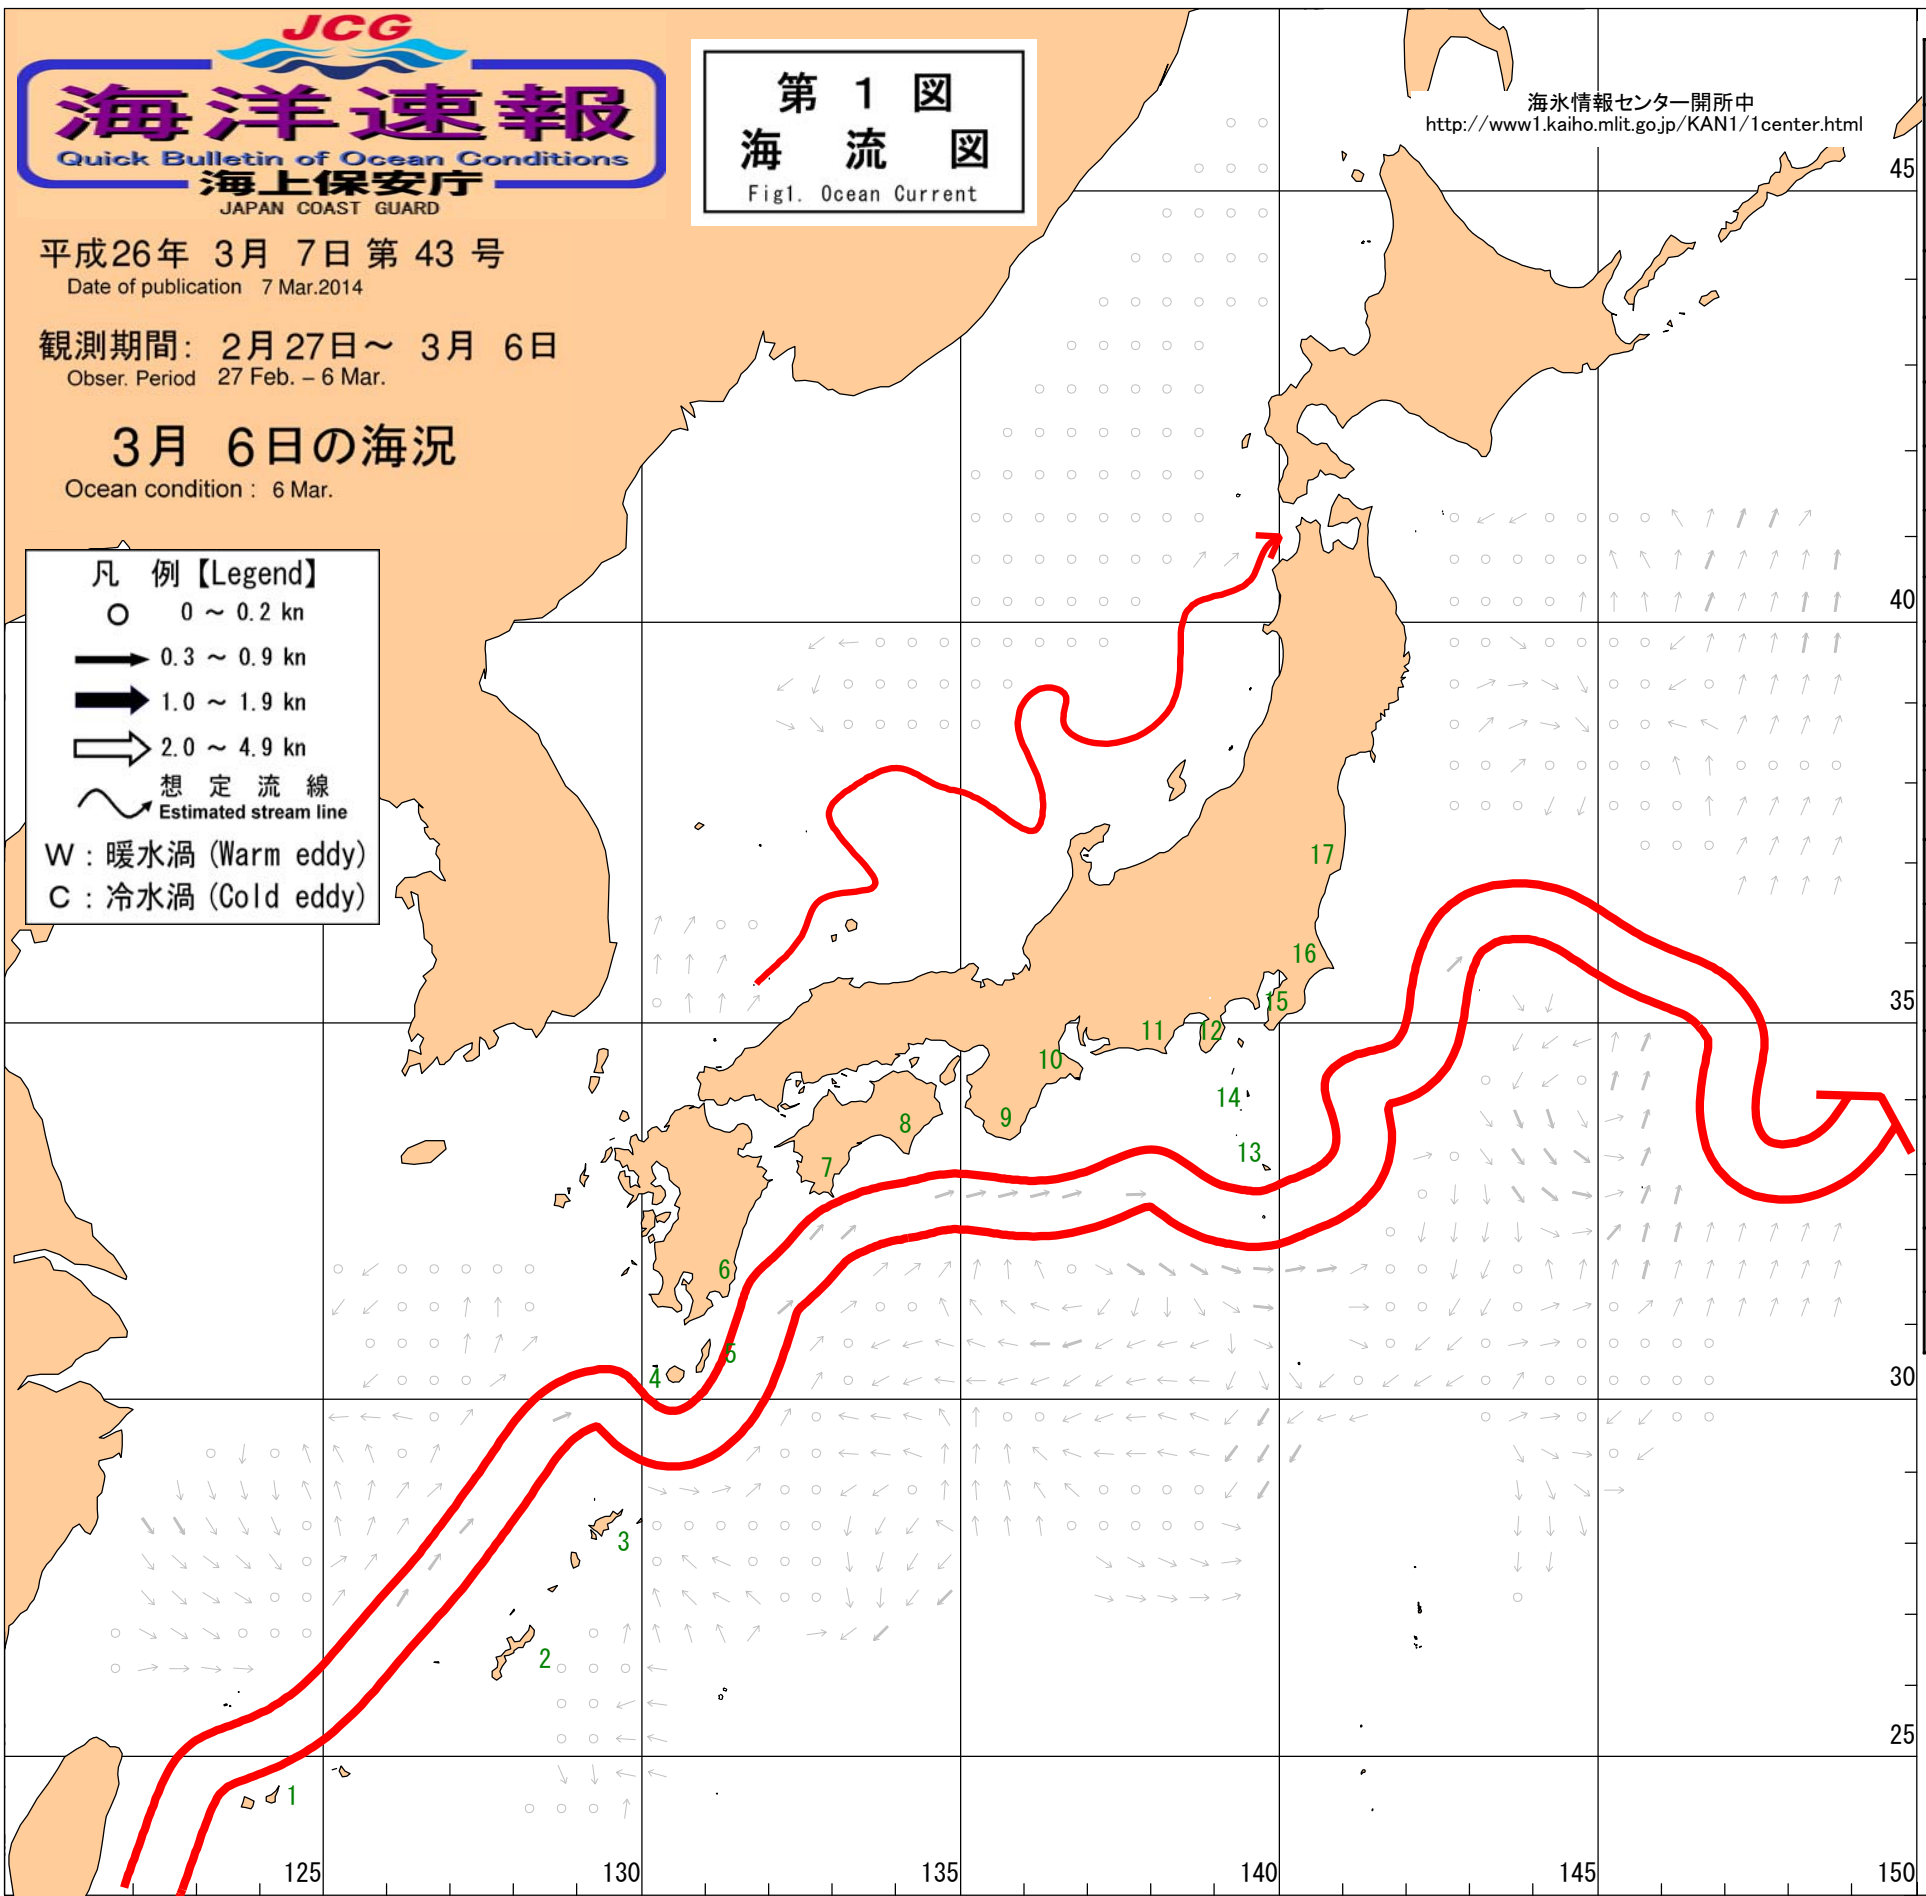 JCG
海洋速報
Quick Bulletin of Ocean Conditions
海上保安庁
JAPAN COAST GUARD
平成26年 3月 7日 第 43 号
Date of publication 7 Mar.2014
観測期間: 2月27日～ 3月 6日
Obser. Period 27 Feb. – 6 Mar.
3月 6日の海況
Ocean condition : 6 Mar.
第 1 図
海 流 図
Fig1. Ocean Current
海氷情報センター開所中
http://www1.kaiho.mlit.go.jp/KAN1/1center.html
凡 例【Legend】
0 ～ 0.2 kn
0.3 ～ 0.9 kn
1.0 ～ 1.9 kn
2.0 ～ 4.9 kn
想 定 流 線
Estimated stream line
W : 暖水渦 (Warm eddy)
C : 冷水渦 (Cold eddy)
45
40
17
16
35
15
12
11
10
14
9
8
13
7
6
5
4
30
3
2
25
1
125
130
135
140
145
150